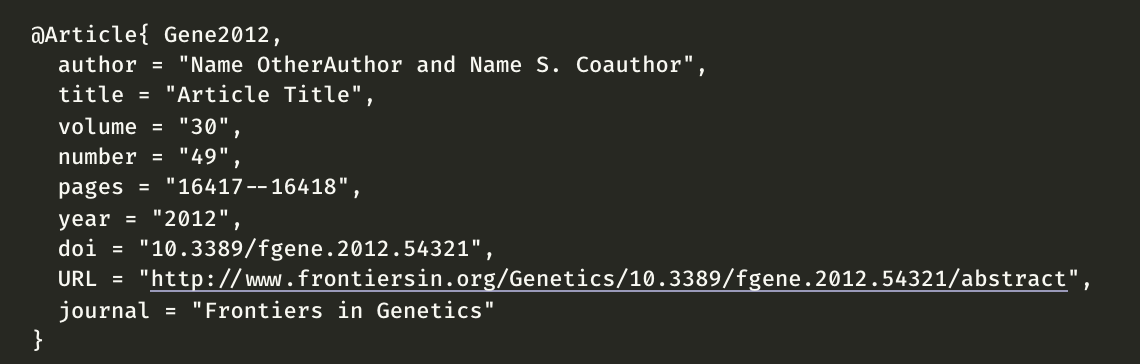 @Article{ Gene2012,
  author = "Name OtherAuthor and Name S. Coauthor",
  title = "Article Title",
  volume = "30",
  number = "49",
  pages = "16417--16418",
  year = "2012",
  doi = "10.3389/fgene.2012.54321",
  URL = "http://www.frontiersin.org/Genetics/10.3389/fgene.2012.54321/abstract",
  journal = "Frontiers in Genetics"
}